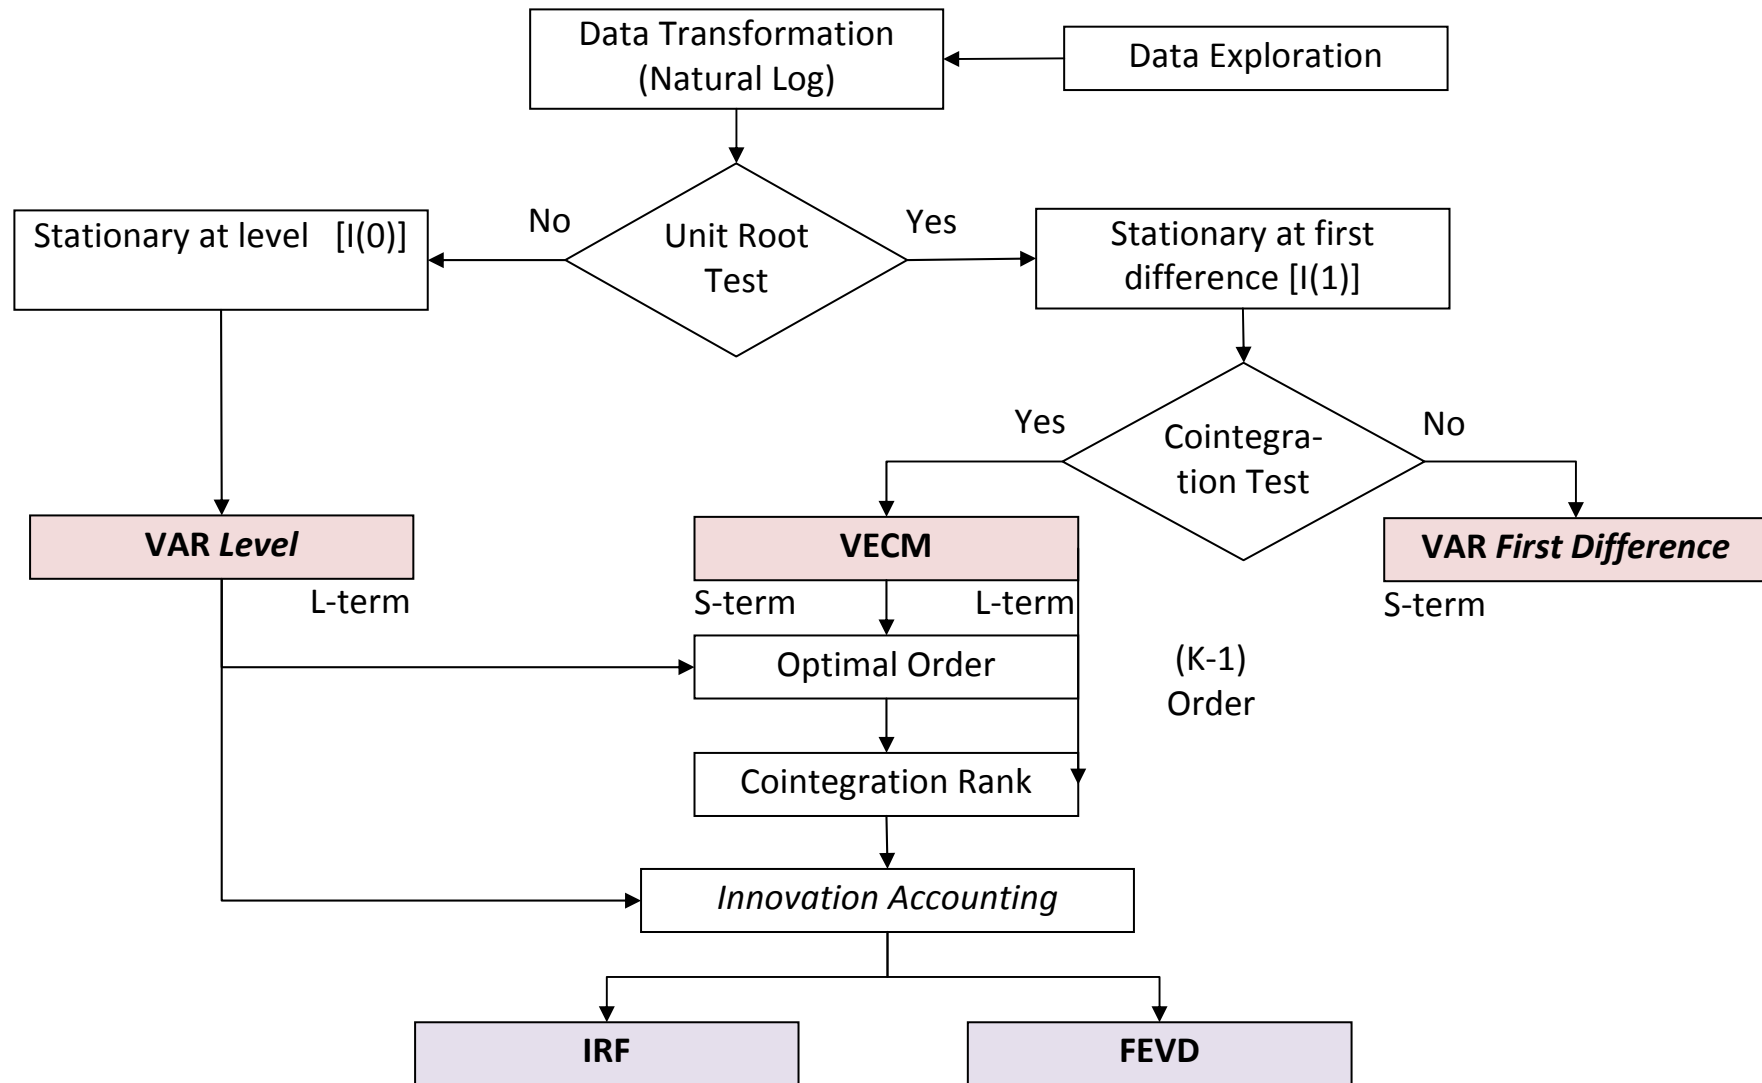 Data Transformation
(Natural Log)
Data Exploration
No
Yes
Stationary at level [I(0)]
Unit Root
Test
Stationary at first
difference [I(1)]
Yes
No
Cointegra-
tion Test
VAR Level
VECM
VAR First Difference
L-term
S-term
L-term
S-term
Optimal Order
(K-1)
Order
Cointegration Rank
Innovation Accounting
IRF
FEVD